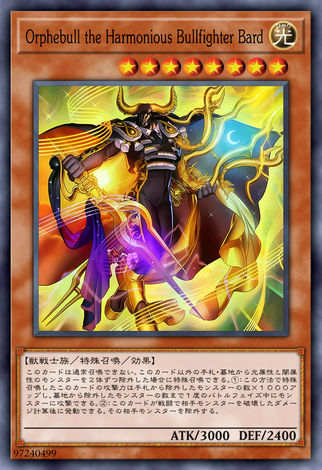 Orphebull the Harmonious Bullfighter Bard
光
【獣戦士族／特殊召喚／効果】
このカードは通常召喚できない。このカード以外の手札・墓地から光属性と闇属性
のモンスターを２体ずつ除外した場合に特殊召喚できる。①：この方法で特殊召
喚したこのカードの攻撃力は手札から除外したモンスターの数×１０００ア
ップし、墓地から除外したモンスターの数まで１度のバトルフェイズ中にモン
スターに攻撃できる。②：このカードが戦闘で相手モンスターを破壊したダメー
ジ計算後に発動できる。その相手モンスターを除外する。
ATK/3000 DEF/2400
97240499